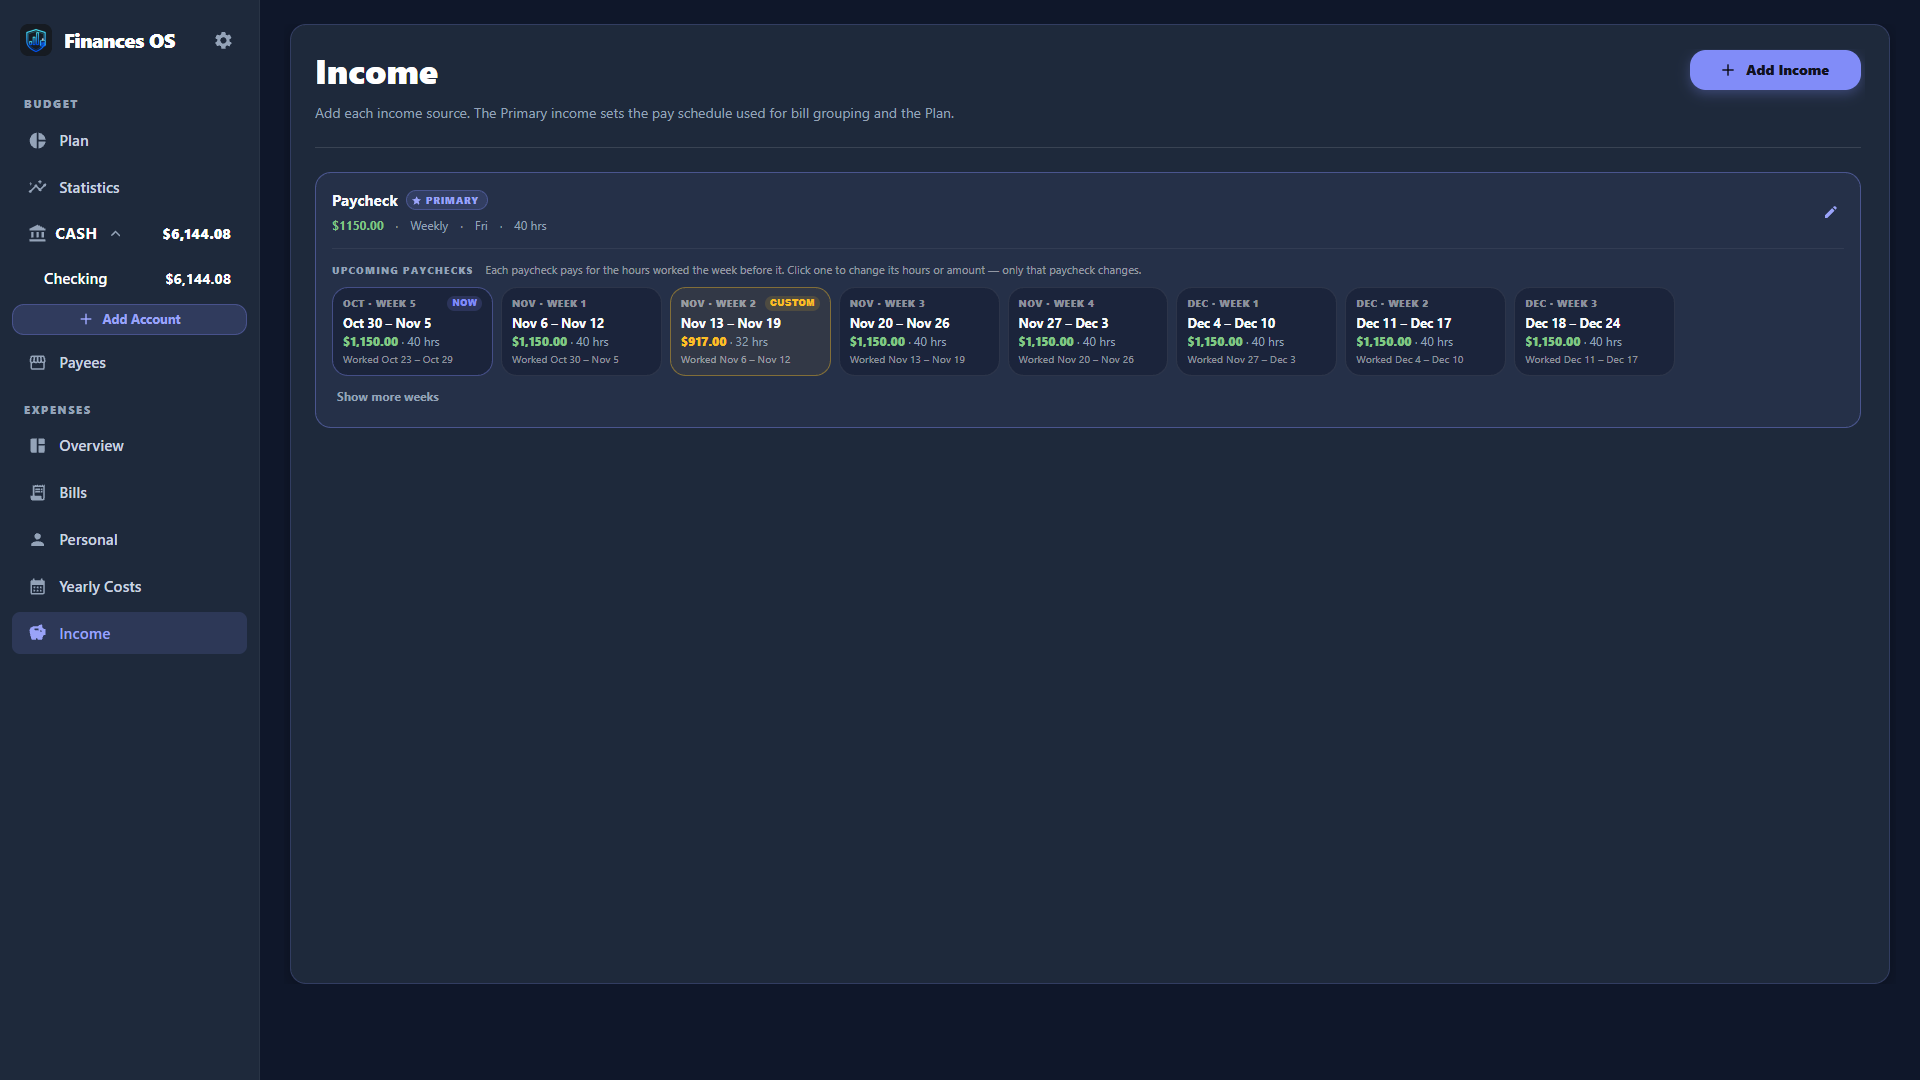 Finances OS
BUDGET
Plan
Statistics
CASH $6,144.08
Checking $6,144.08
+ Add Account
Payees
EXPENSES
Overview
Bills
Personal
Yearly Costs
Income
Income
+ Add Income
Add each income source. The Primary income sets the pay schedule used for bill grouping and the Plan.
Paycheck ★ PRIMARY
$1150.00 · Weekly · Fri · 40 hrs
UPCOMING PAYCHECKS Each paycheck pays for the hours worked the week before it. Click one to change its hours or amount — only that paycheck changes.
OCT · WEEK 5 NOW
Oct 30 – Nov 5
$1,150.00 · 40 hrs
Worked Oct 23 – Oct 29
NOV · WEEK 1
Nov 6 – Nov 12
$1,150.00 · 40 hrs
Worked Oct 30 – Nov 5
NOV · WEEK 2 CUSTOM
Nov 13 – Nov 19
$917.00 · 32 hrs
Worked Nov 6 – Nov 12
NOV · WEEK 3
Nov 20 – Nov 26
$1,150.00 · 40 hrs
Worked Nov 13 – Nov 19
NOV · WEEK 4
Nov 27 – Dec 3
$1,150.00 · 40 hrs
Worked Nov 20 – Nov 26
DEC · WEEK 1
Dec 4 – Dec 10
$1,150.00 · 40 hrs
Worked Nov 27 – Dec 3
DEC · WEEK 2
Dec 11 – Dec 17
$1,150.00 · 40 hrs
Worked Dec 4 – Dec 10
DEC · WEEK 3
Dec 18 – Dec 24
$1,150.00 · 40 hrs
Worked Dec 11 – Dec 17
Show more weeks